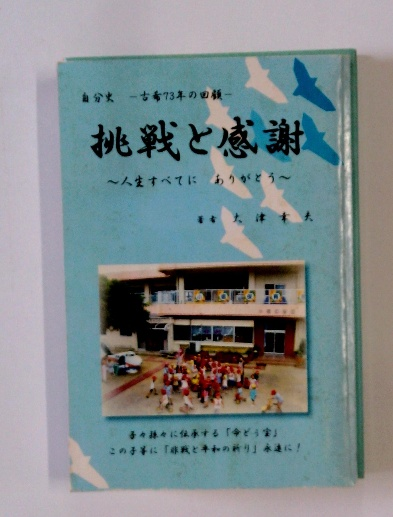 自分史 －古希73年の回顧－
挑戦と感謝
～人生すべてに ありがとう～
著者 大津幸夫
子々孫々に伝承する「命どぅ宝」
この子等に「非戦と平和の祈り」永遠に！